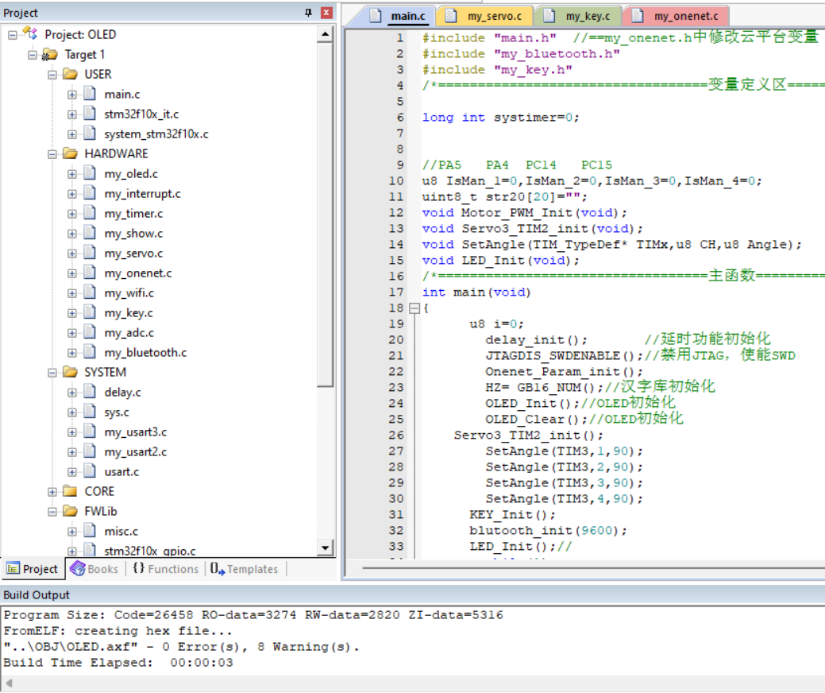 Project
Project: OLED
Target 1
USER
main.c
stm32f10x_it.c
system_stm32f10x.c
HARDWARE
my_oled.c
my_interrupt.c
my_timer.c
my_show.c
my_servo.c
my_onenet.c
my_wifi.c
my_key.c
my_adc.c
my_bluetooth.c
SYSTEM
delay.c
sys.c
my_usart3.c
my_usart2.c
usart.c
CORE
FWLib
misc.c
stm32f10x_gpio.c
Project Books {} Functions Templates
main.c my_servo.c my_key.c my_onenet.c
1 #include "main.h" //==my_onenet.h中修改云平台变量
2 #include "my_bluetooth.h"
3 #include "my_key.h"
4 /*==================================变量定义区=====
5
6 long int systimer=0;
7
8
9 //PA5 PA4 PC14 PC15
10 u8 IsMan_1=0,IsMan_2=0,IsMan_3=0,IsMan_4=0;
11 uint8_t str20[20]="";
12 void Motor_PWM_Init(void);
13 void Servo3_TIM2_init(void);
14 void SetAngle(TIM_TypeDef* TIMx,u8 CH,u8 Angle);
15 void LED_Init(void);
16 /*==================================主函数=========
17 int main(void)
18 {
19 u8 i=0;
20 delay_init(); //延时功能初始化
21 JTAGDIS_SWDENABLE();//禁用JTAG，使能SWD
22 Onenet_Param_init();
23 HZ= GB16_NUM();//汉字库初始化
24 OLED_Init();//OLED初始化
25 OLED_Clear();//OLED初始化
26 Servo3_TIM2_init();
27 SetAngle(TIM3,1,90);
28 SetAngle(TIM3,2,90);
29 SetAngle(TIM3,3,90);
30 SetAngle(TIM3,4,90);
31 KEY_Init();
32 blutooth_init(9600);
33 LED_Init();//
Build Output
Program Size: Code=26458 RO-data=3274 RW-data=2820 ZI-data=5316
FromELF: creating hex file...
"..\OBJ\OLED.axf" - 0 Error(s), 8 Warning(s).
Build Time Elapsed: 00:00:03